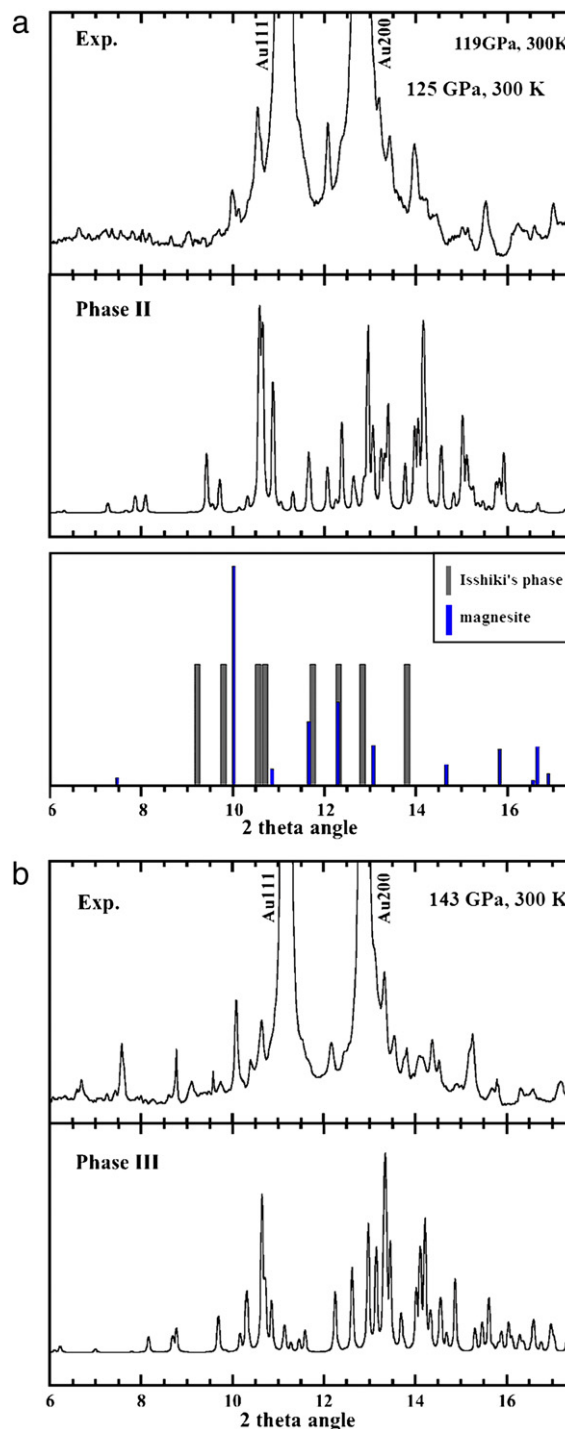 a
Exp.
Au111
Au200
119GPa, 300K
125 GPa, 300 K
Phase II
Isshiki's phase
magnesite
6 8 10 12 14 16
2 theta angle
b
Exp.
Au111
Au200
143 GPa, 300 K
Phase III
6 8 10 12 14 16
2 theta angle